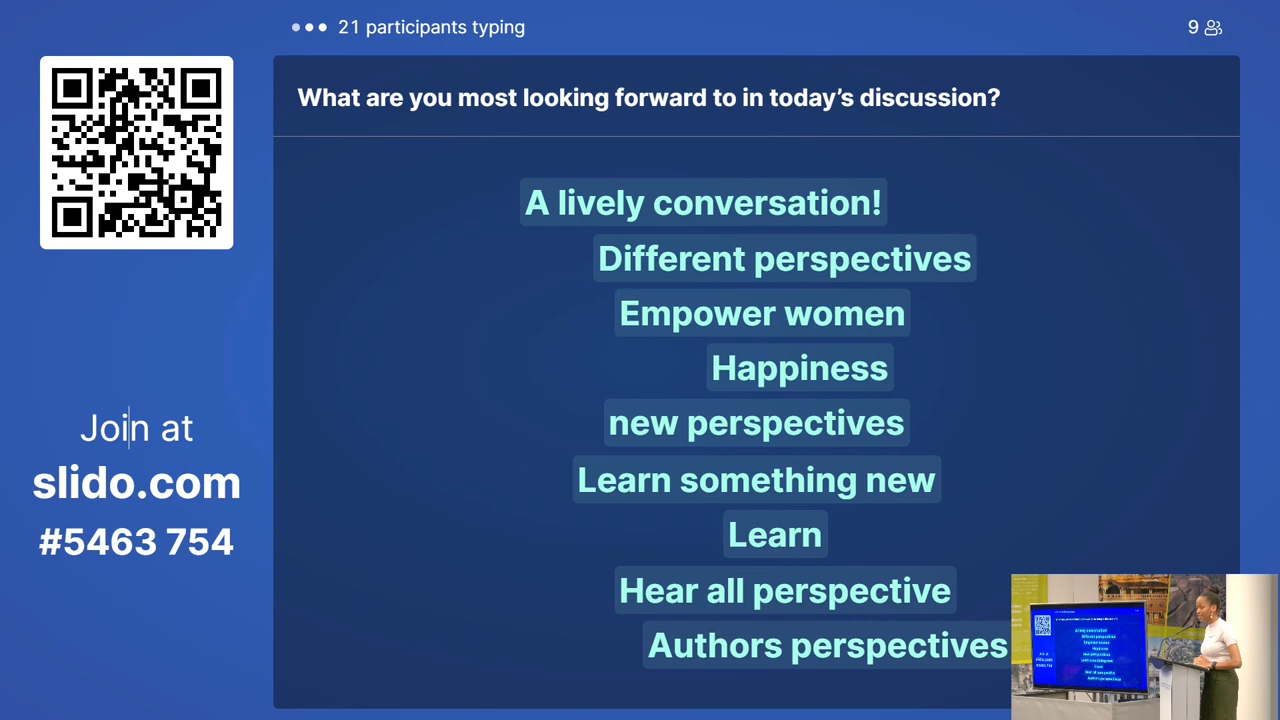 21 participants typing
9
What are you most looking forward to in today's discussion?
A lively conversation!
Different perspectives
Empower women
Happiness
new perspectives
Learn something new
Learn
Hear all perspective
Authors perspectives
Join at
slido.com
#5463 754